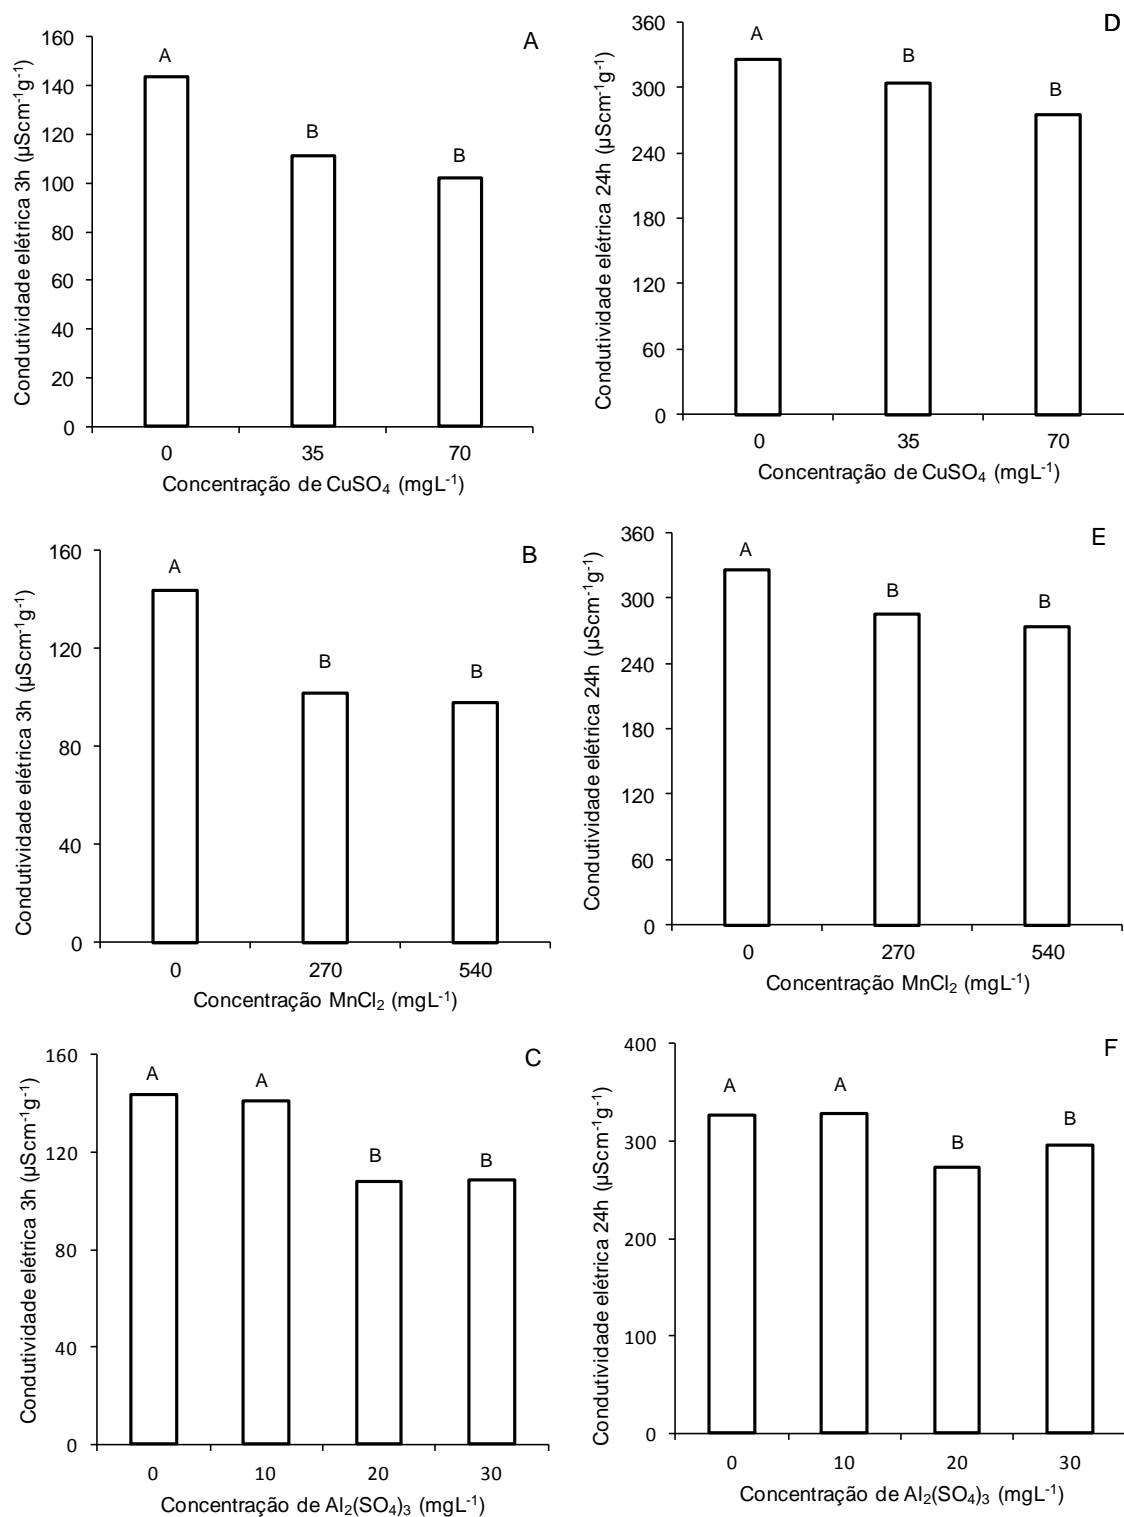 A
Condutividade elétrica 3h (µScm⁻¹g⁻¹)
160
140
120
100
80
60
40
20
0
A
B
B
0 35 70
Concentração de CuSO₄ (mgL⁻¹)
D
Condutividade elétrica 24h (µScm⁻¹g⁻¹)
360
300
240
180
120
60
0
A
B
B
0 35 70
Concentração de CuSO₄ (mgL⁻¹)
B
Condutividade elétrica 3h (µScm⁻¹g⁻¹)
160
120
80
40
0
A
B
B
0 270 540
Concentração MnCl₂ (mgL⁻¹)
E
Condutividade elétrica 24h (µScm⁻¹g⁻¹)
360
300
240
180
120
60
0
A
B
B
0 270 540
Concentração MnCl₂ (mgL⁻¹)
C
Condutividade elétrica 3h (µScm⁻¹g⁻¹)
160
120
80
40
0
A
A
B
B
0 10 20 30
Concentração de Al₂(SO₄)₃ (mgL⁻¹)
F
Condutividade elétrica 24h (µScm⁻¹g⁻¹)
400
300
200
100
0
A
A
B
B
0 10 20 30
Concentração de Al₂(SO₄)₃ (mgL⁻¹)